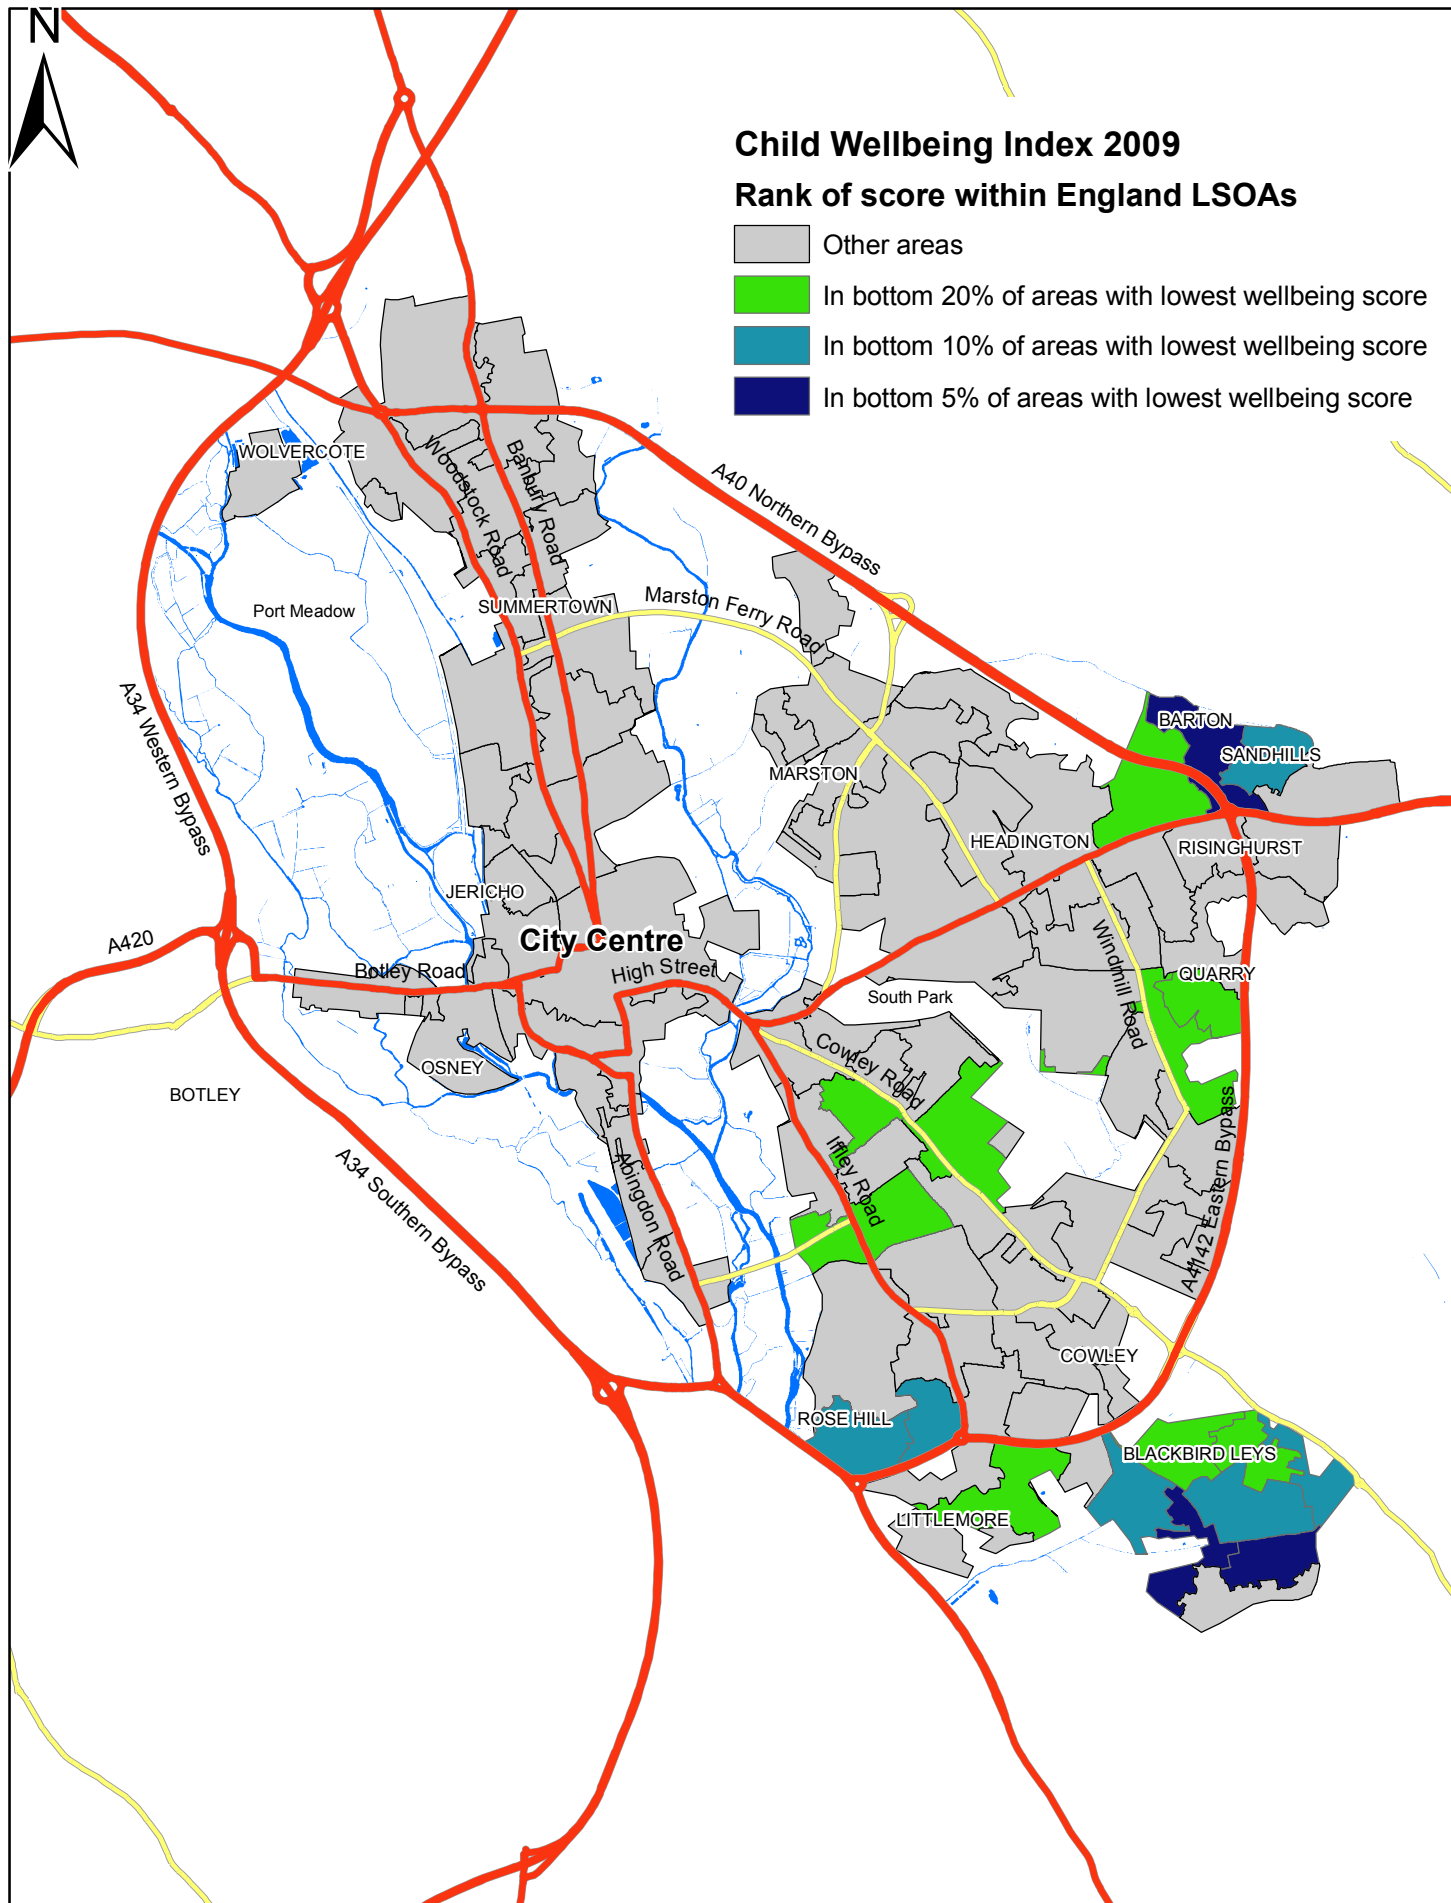 N
Child Wellbeing Index 2009
Rank of score within England LSOAs
Other areas
In bottom 20% of areas with lowest wellbeing score
In bottom 10% of areas with lowest wellbeing score
In bottom 5% of areas with lowest wellbeing score
WOLVERCOTE
Woodstock Road
Banbury Road
A40 Northern Bypass
Port Meadow
SUMMERTOWN
Marston Ferry Road
A34 Western Bypass
BARTON
SANDHILLS
MARSTON
HEADINGTON
RISINGHURST
JERICHO
City Centre
A420
Botley Road
High Street
South Park
Windmill Road
QUARRY
OSNEY
BOTLEY
Cowley Road
Iffley Road
Abingdon Road
A34 Southern Bypass
A4142 Eastern Bypass
COWLEY
ROSE HILL
BLACKBIRD LEYS
LITTLEMORE